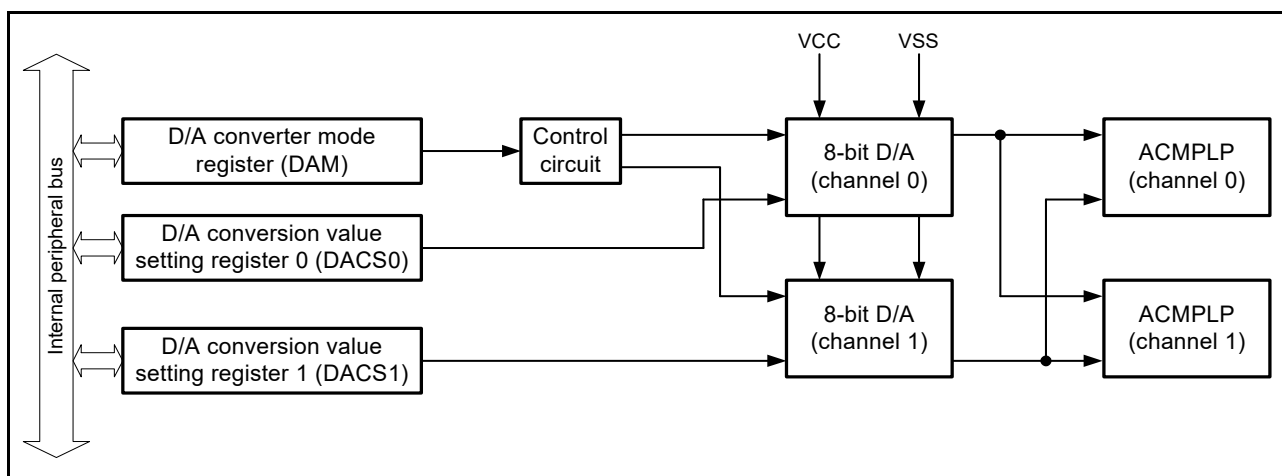 VCC
VSS
Internal peripheral bus
D/A converter mode
register (DAM)
Control
circuit
8-bit D/A
(channel 0)
ACMPLP
(channel 0)
D/A conversion value
setting register 0 (DACS0)
8-bit D/A
(channel 1)
ACMPLP
(channel 1)
D/A conversion value
setting register 1 (DACS1)